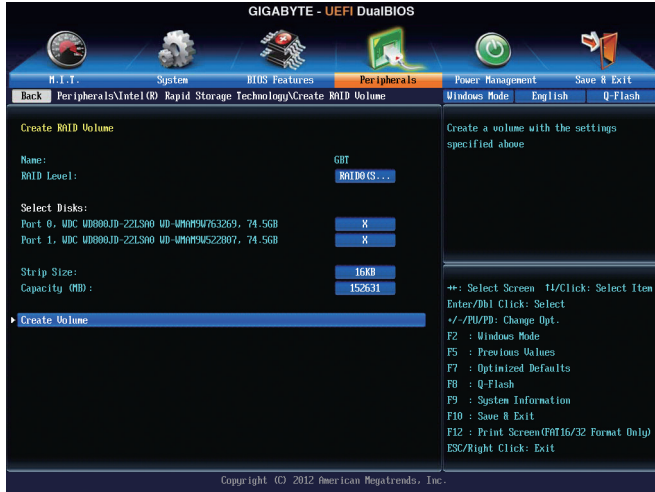 GIGABYTE - UEFI DualBIOS
M.I.T. System BIOS Features Peripherals Power Management Save & Exit
Back Peripherals\Intel(R) Rapid Storage Technology\Create RAID Volume Windows Mode English Q-Flash
Create RAID Volume
Name: GBT
RAID Level: RAID0(S...
Select Disks:
Port 0, WDC WD800JD-22LSA0 WD-WMAM9W763269, 74.5GB X
Port 1, WDC WD800JD-22LSA0 WD-WMAM9W522807, 74.5GB X
Strip Size: 16KB
Capacity (MB): 152631
Create Volume
Create a volume with the settings
specified above
→←: Select Screen ↑↓/Click: Select Item
Enter/Dbl Click: Select
+/-/PU/PD: Change Opt.
F2 : Windows Mode
F5 : Previous Values
F7 : Optimized Defaults
F8 : Q-Flash
F9 : System Information
F10 : Save & Exit
F12 : Print Screen(FAT16/32 Format Only)
ESC/Right Click: Exit
Copyright (C) 2012 American Megatrends, Inc.